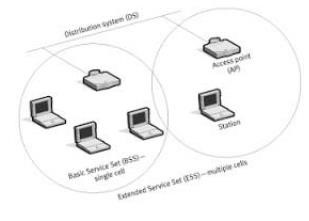 Distribution system (DS)
Access point
(AP)
Station
Basic Service Set (BSS)—
single cell
Extended Service Set (ESS)—multiple cells